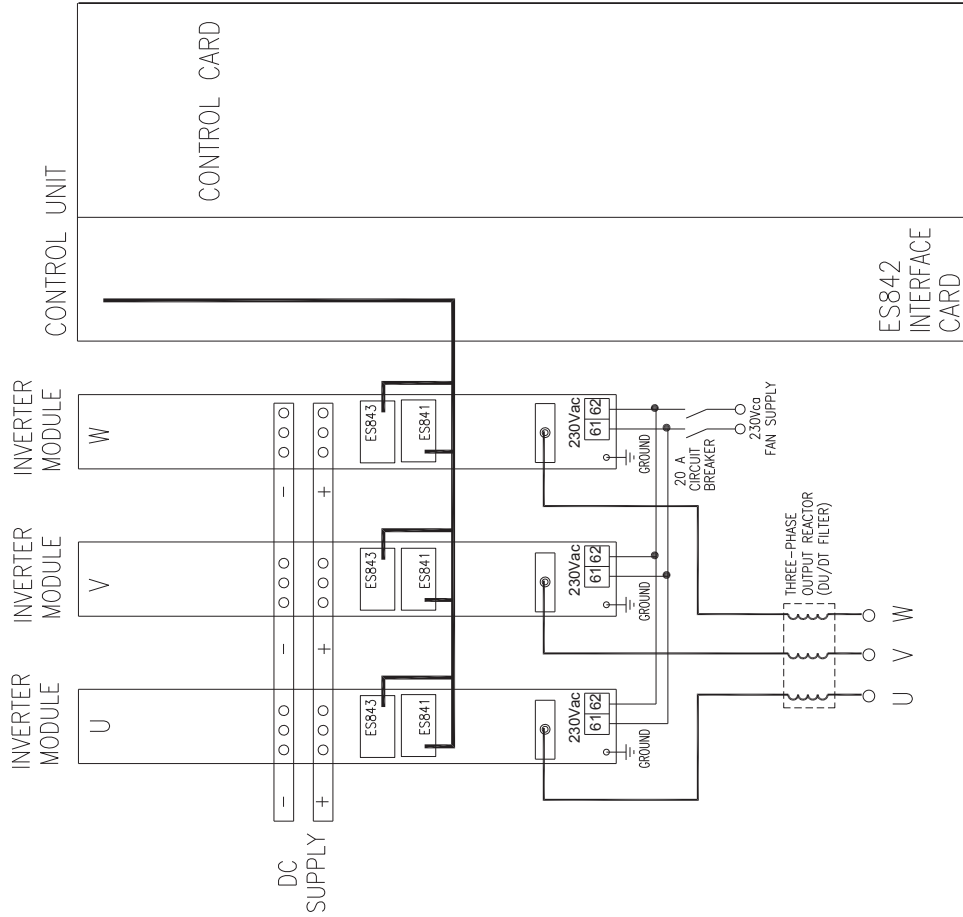 CONTROL UNIT
CONTROL CARD
ES842
INTERFACE
CARD
INVERTER
MODULE
W
INVERTER
MODULE
V
INVERTER
MODULE
U
DC
SUPPLY
-
+
-
+
-
+
ES843
ES841
ES843
ES841
ES843
ES841
230Vac
61 62
GROUND
230Vac
61 62
GROUND
230Vac
61 62
GROUND
20 A
CIRCUIT
BREAKER
230Vca
FAN SUPPLY
THREE-PHASE
OUTPUT REACTOR
(DU/DT FILTER)
U
V
W